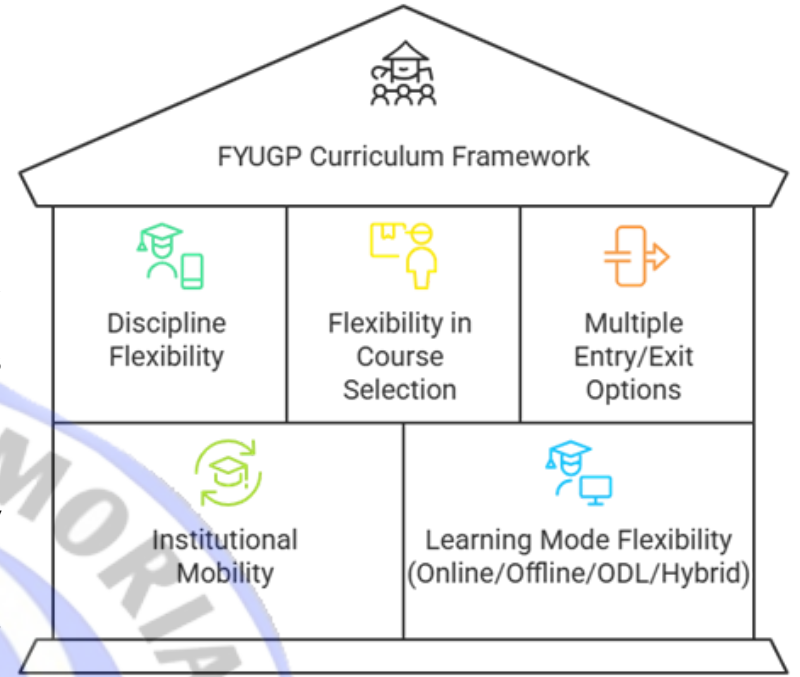 FYUGP Curriculum Framework
Discipline
Flexibility
Flexibility in
Course
Selection
Multiple
Entry/Exit
Options
Institutional
Mobility
Learning Mode Flexibility
(Online/Offline/ODL/Hybrid)